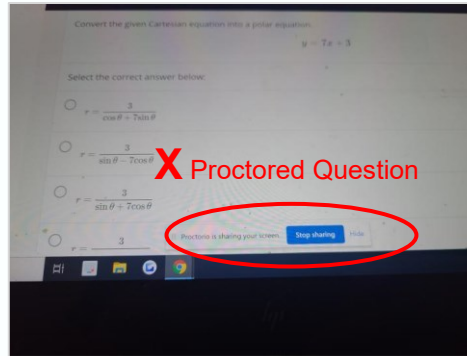 Convert the given Cartesian equation into a polar equation.
y = 7x + 3
Select the correct answer below:
r = 3 / (cos θ + 7sin θ)
r = 3 / (sin θ − 7cos θ)
X Proctored Question
r = 3 / (sin θ + 7cos θ)
Proctorio is sharing your screen. Stop sharing Hide
r = 3
hp